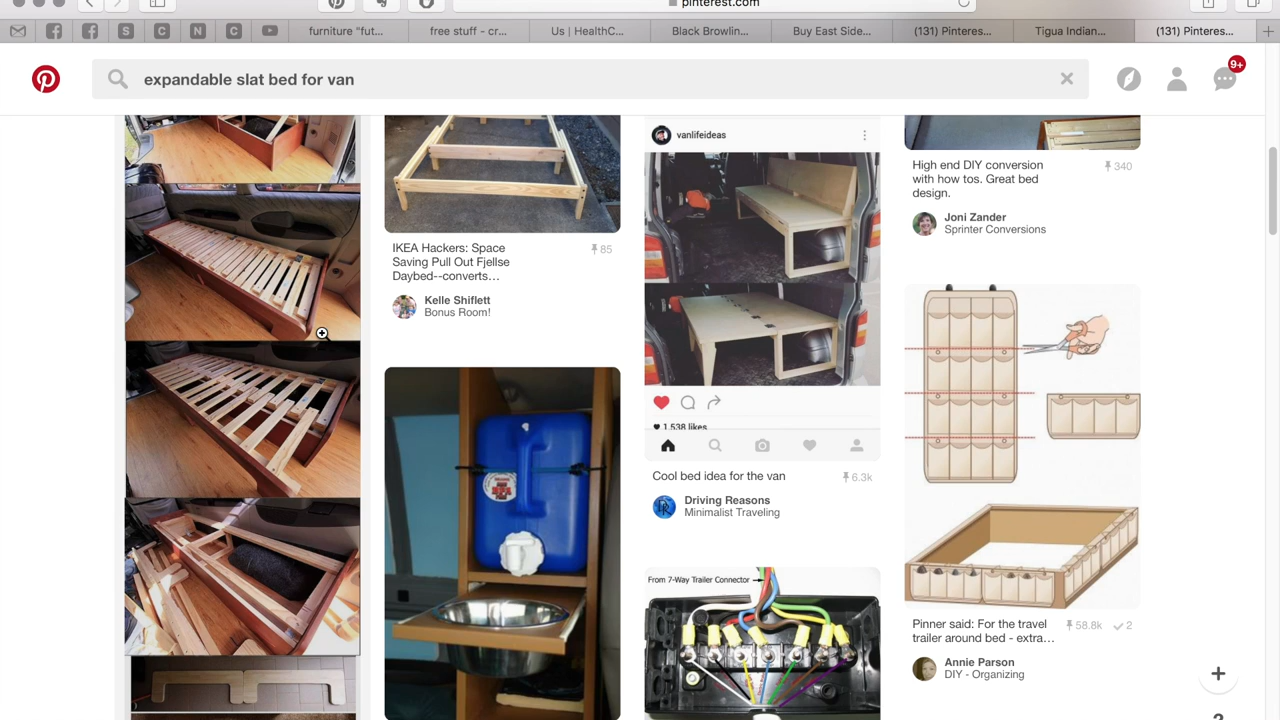 pinterest.com
furniture "fut...
free stuff - cr...
Us | HealthC...
Black Browlin...
Buy East Side...
(131) Pinteres...
Tigua Indian...
(131) Pinteres...
expandable slat bed for van
9+
IKEA Hackers: Space
Saving Pull Out Fjellse
Daybed--converts...
85
Kelle Shiflett
Bonus Room!
vanlifeideas
1,538 likes
Cool bed idea for the van
6.3k
Driving Reasons
Minimalist Traveling
From 7-Way Trailer Connector
High end DIY conversion
with how tos. Great bed
design.
340
Joni Zander
Sprinter Conversions
Pinner said: For the travel
trailer around bed - extra...
58.8k
2
Annie Parson
DIY - Organizing